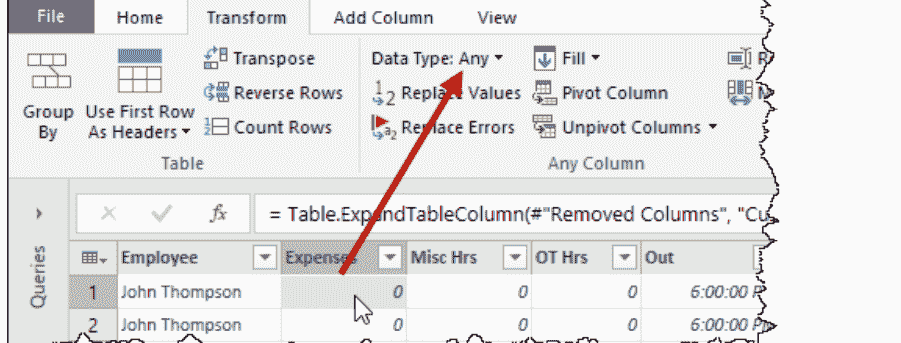 File Home Transform Add Column View
Transpose Data Type: Any Fill
Reverse Rows 1 2 Replace Values Pivot Column
Group By Use First Row As Headers Count Rows a2 Replace Errors Unpivot Columns
Table Any Column
fx = Table.ExpandTableColumn(#"Removed Columns", "Cu
Queries
Employee Expenses Misc Hrs OT Hrs Out
1 John Thompson 0 0 0 6:00:00
2 John Thompson 0 0 0 6:00:00